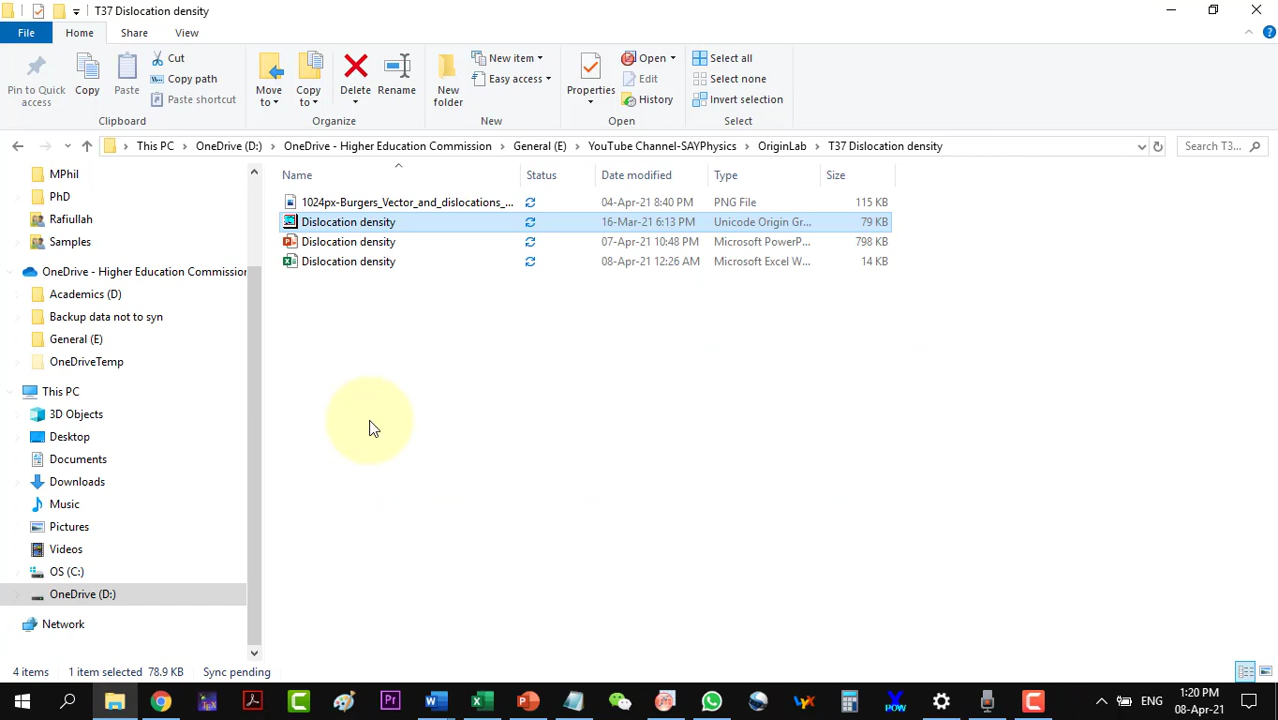 T37 Dislocation density
File Home Share View
Pin to Quick access
Copy
Paste
Cut
Copy path
Paste shortcut
Clipboard
Move to
Copy to
Delete
Rename
Organize
New folder
New item
Easy access
New
Properties
Open
Edit
History
Open
Select all
Select none
Invert selection
Select
This PC OneDrive (D:) OneDrive - Higher Education Commission General (E) YouTube Channel-SAYPhysics OriginLab T37 Dislocation density
Search T3...
Name Status Date modified Type Size
1024px-Burgers_Vector_and_dislocations_... 04-Apr-21 8:40 PM PNG File 115 KB
Dislocation density 16-Mar-21 6:13 PM Unicode Origin Gr... 79 KB
Dislocation density 07-Apr-21 10:48 PM Microsoft PowerP... 798 KB
Dislocation density 08-Apr-21 12:26 AM Microsoft Excel W... 14 KB
MPhil
PhD
Rafiullah
Samples
OneDrive - Higher Education Commission
Academics (D)
Backup data not to syn
General (E)
OneDriveTemp
This PC
3D Objects
Desktop
Documents
Downloads
Music
Pictures
Videos
OS (C:)
OneDrive (D:)
Network
4 items 1 item selected 78.9 KB Sync pending
ENG
1:20 PM
08-Apr-21